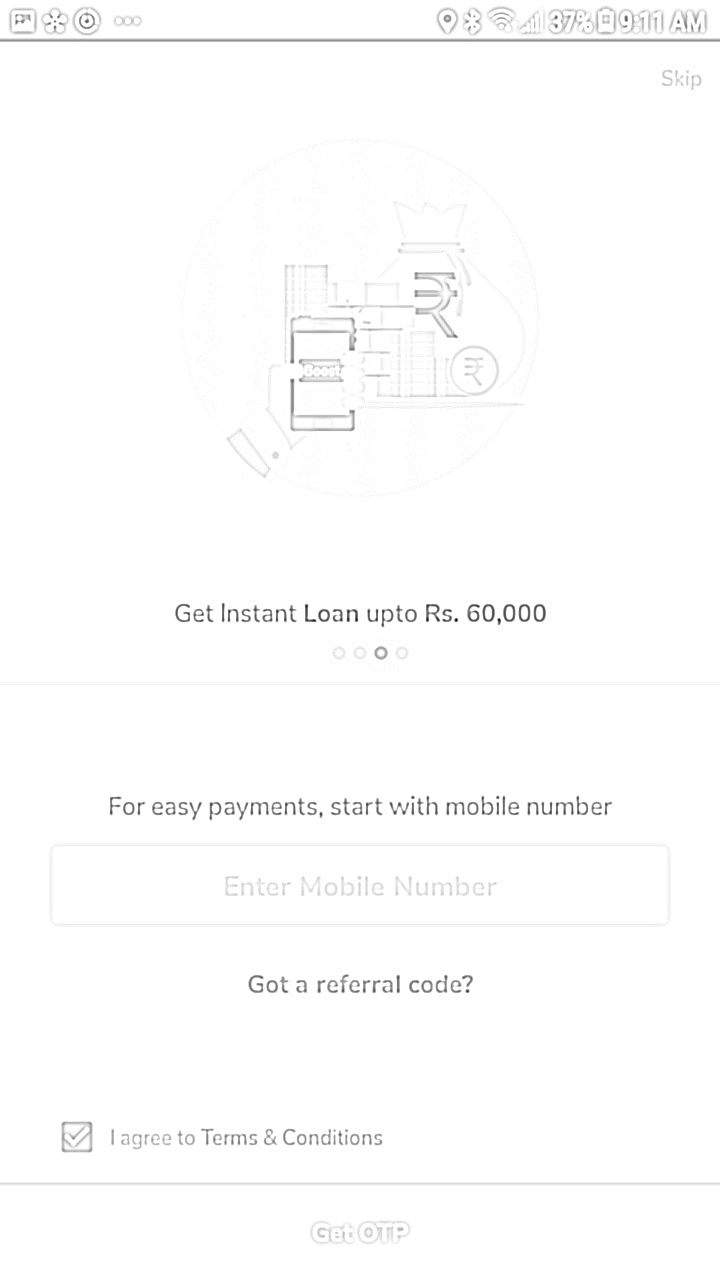 37% 9:11 AM
Skip
Boost
Get Instant Loan upto Rs. 60,000
For easy payments, start with mobile number
Enter Mobile Number
Got a referral code?
I agree to Terms & Conditions
Get OTP